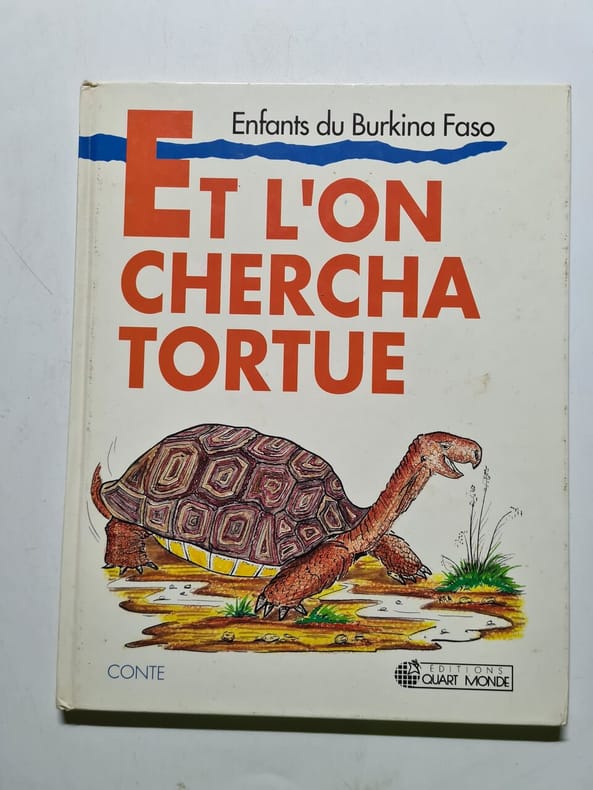 Enfants du Burkina Faso
ET L'ON
CHERCHA
TORTUE
CONTE
ÉDITIONS
QUART MONDE